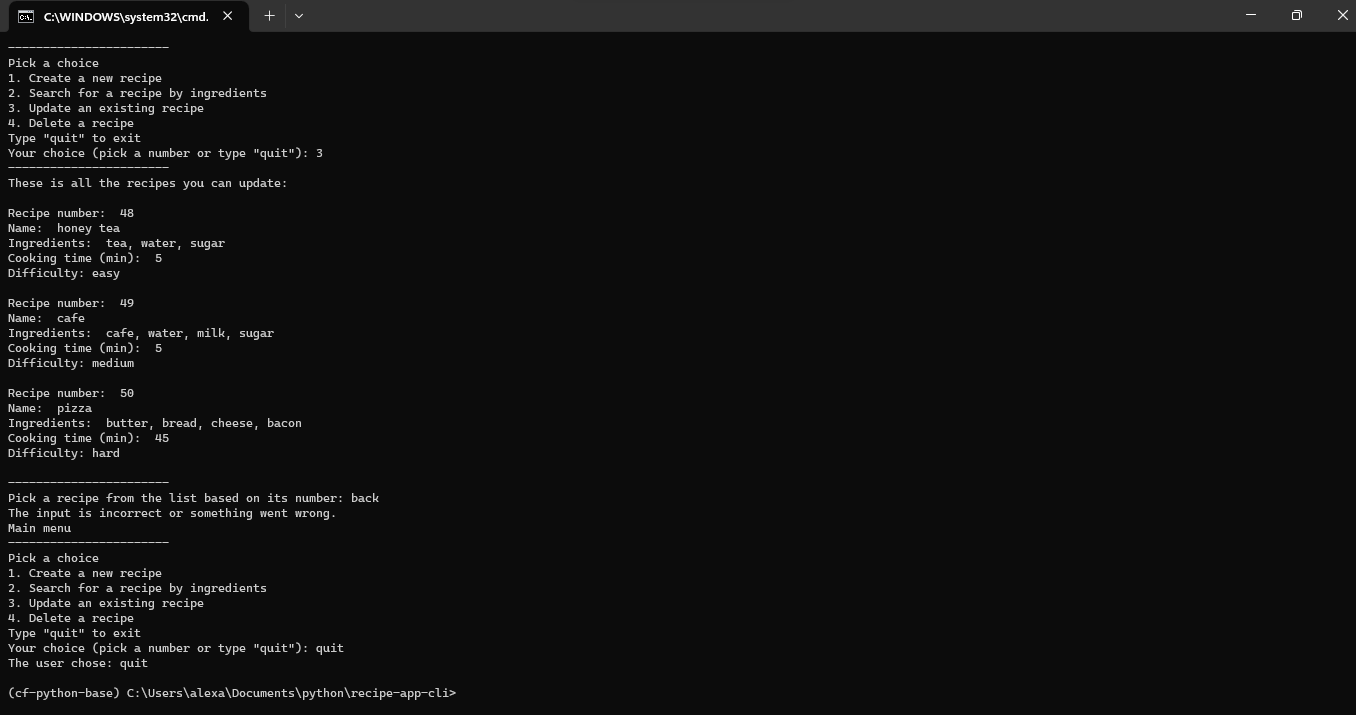 C:\WINDOWS\system32\cmd.
-----------------------
Pick a choice
1. Create a new recipe
2. Search for a recipe by ingredients
3. Update an existing recipe
4. Delete a recipe
Type "quit" to exit
Your choice (pick a number or type "quit"): 3
-----------------------
These is all the recipes you can update:
Recipe number:  48
Name:  honey tea
Ingredients:  tea, water, sugar
Cooking time (min):  5
Difficulty: easy
Recipe number:  49
Name:  cafe
Ingredients:  cafe, water, milk, sugar
Cooking time (min):  5
Difficulty: medium
Recipe number:  50
Name:  pizza
Ingredients:  butter, bread, cheese, bacon
Cooking time (min):  45
Difficulty: hard
-----------------------
Pick a recipe from the list based on its number: back
The input is incorrect or something went wrong.
Main menu
-----------------------
Pick a choice
1. Create a new recipe
2. Search for a recipe by ingredients
3. Update an existing recipe
4. Delete a recipe
Type "quit" to exit
Your choice (pick a number or type "quit"): quit
The user chose: quit
(cf-python-base) C:\Users\alexa\Documents\python\recipe-app-cli>